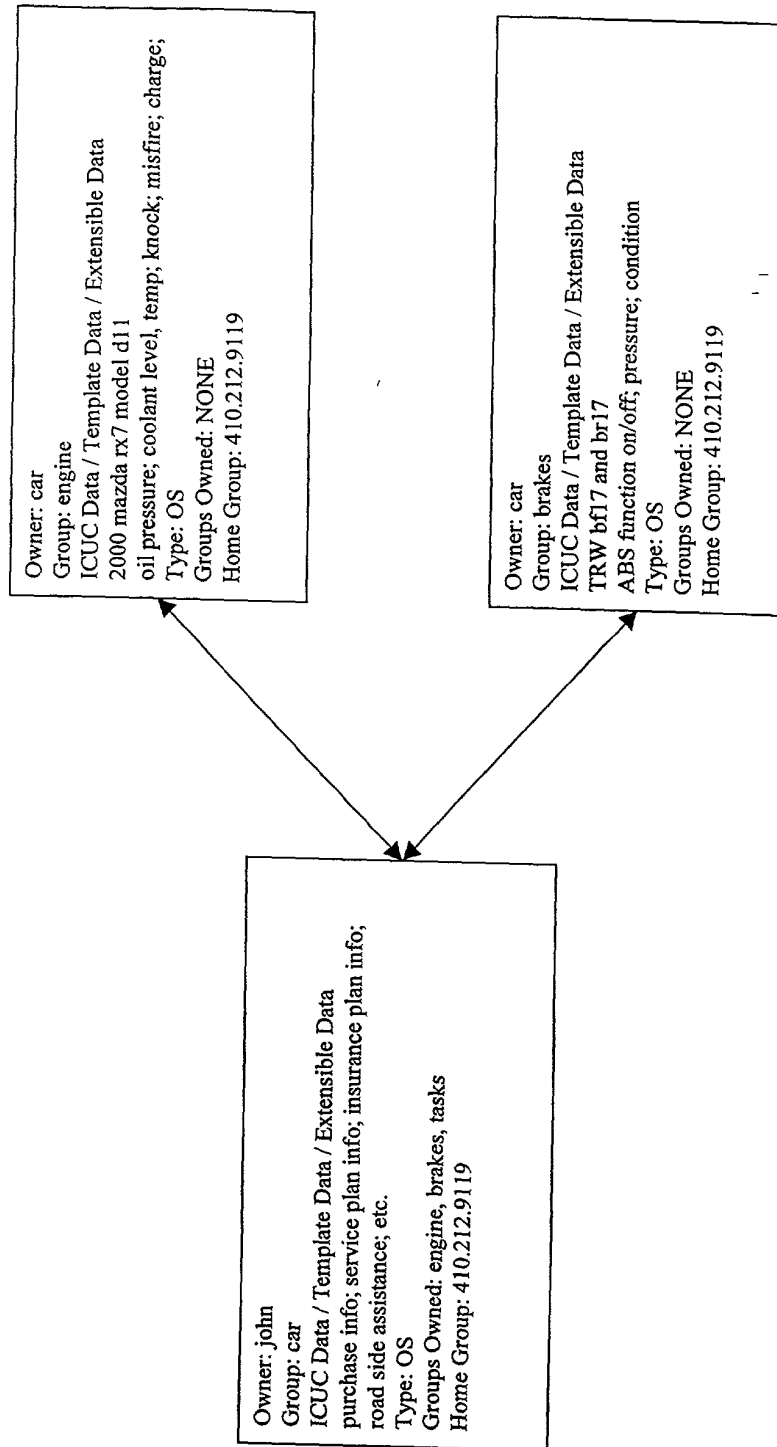 Owner: john
Group: car
ICUC Data / Template Data / Extensible Data
purchase info; service plan info; insurance plan info;
road side assistance; etc.
Type: OS
Groups Owned: engine, brakes, tasks
Home Group: 410.212.9119
Owner: car
Group: engine
ICUC Data / Template Data / Extensible Data
2000 mazda rx7 model d11
oil pressure; coolant level, temp; knock; misfire; charge;
Type: OS
Groups Owned: NONE
Home Group: 410.212.9119
Owner: car
Group: brakes
ICUC Data / Template Data / Extensible Data
TRW bf17 and br17
ABS function on/off; pressure; condition
Type: OS
Groups Owned: NONE
Home Group: 410.212.9119